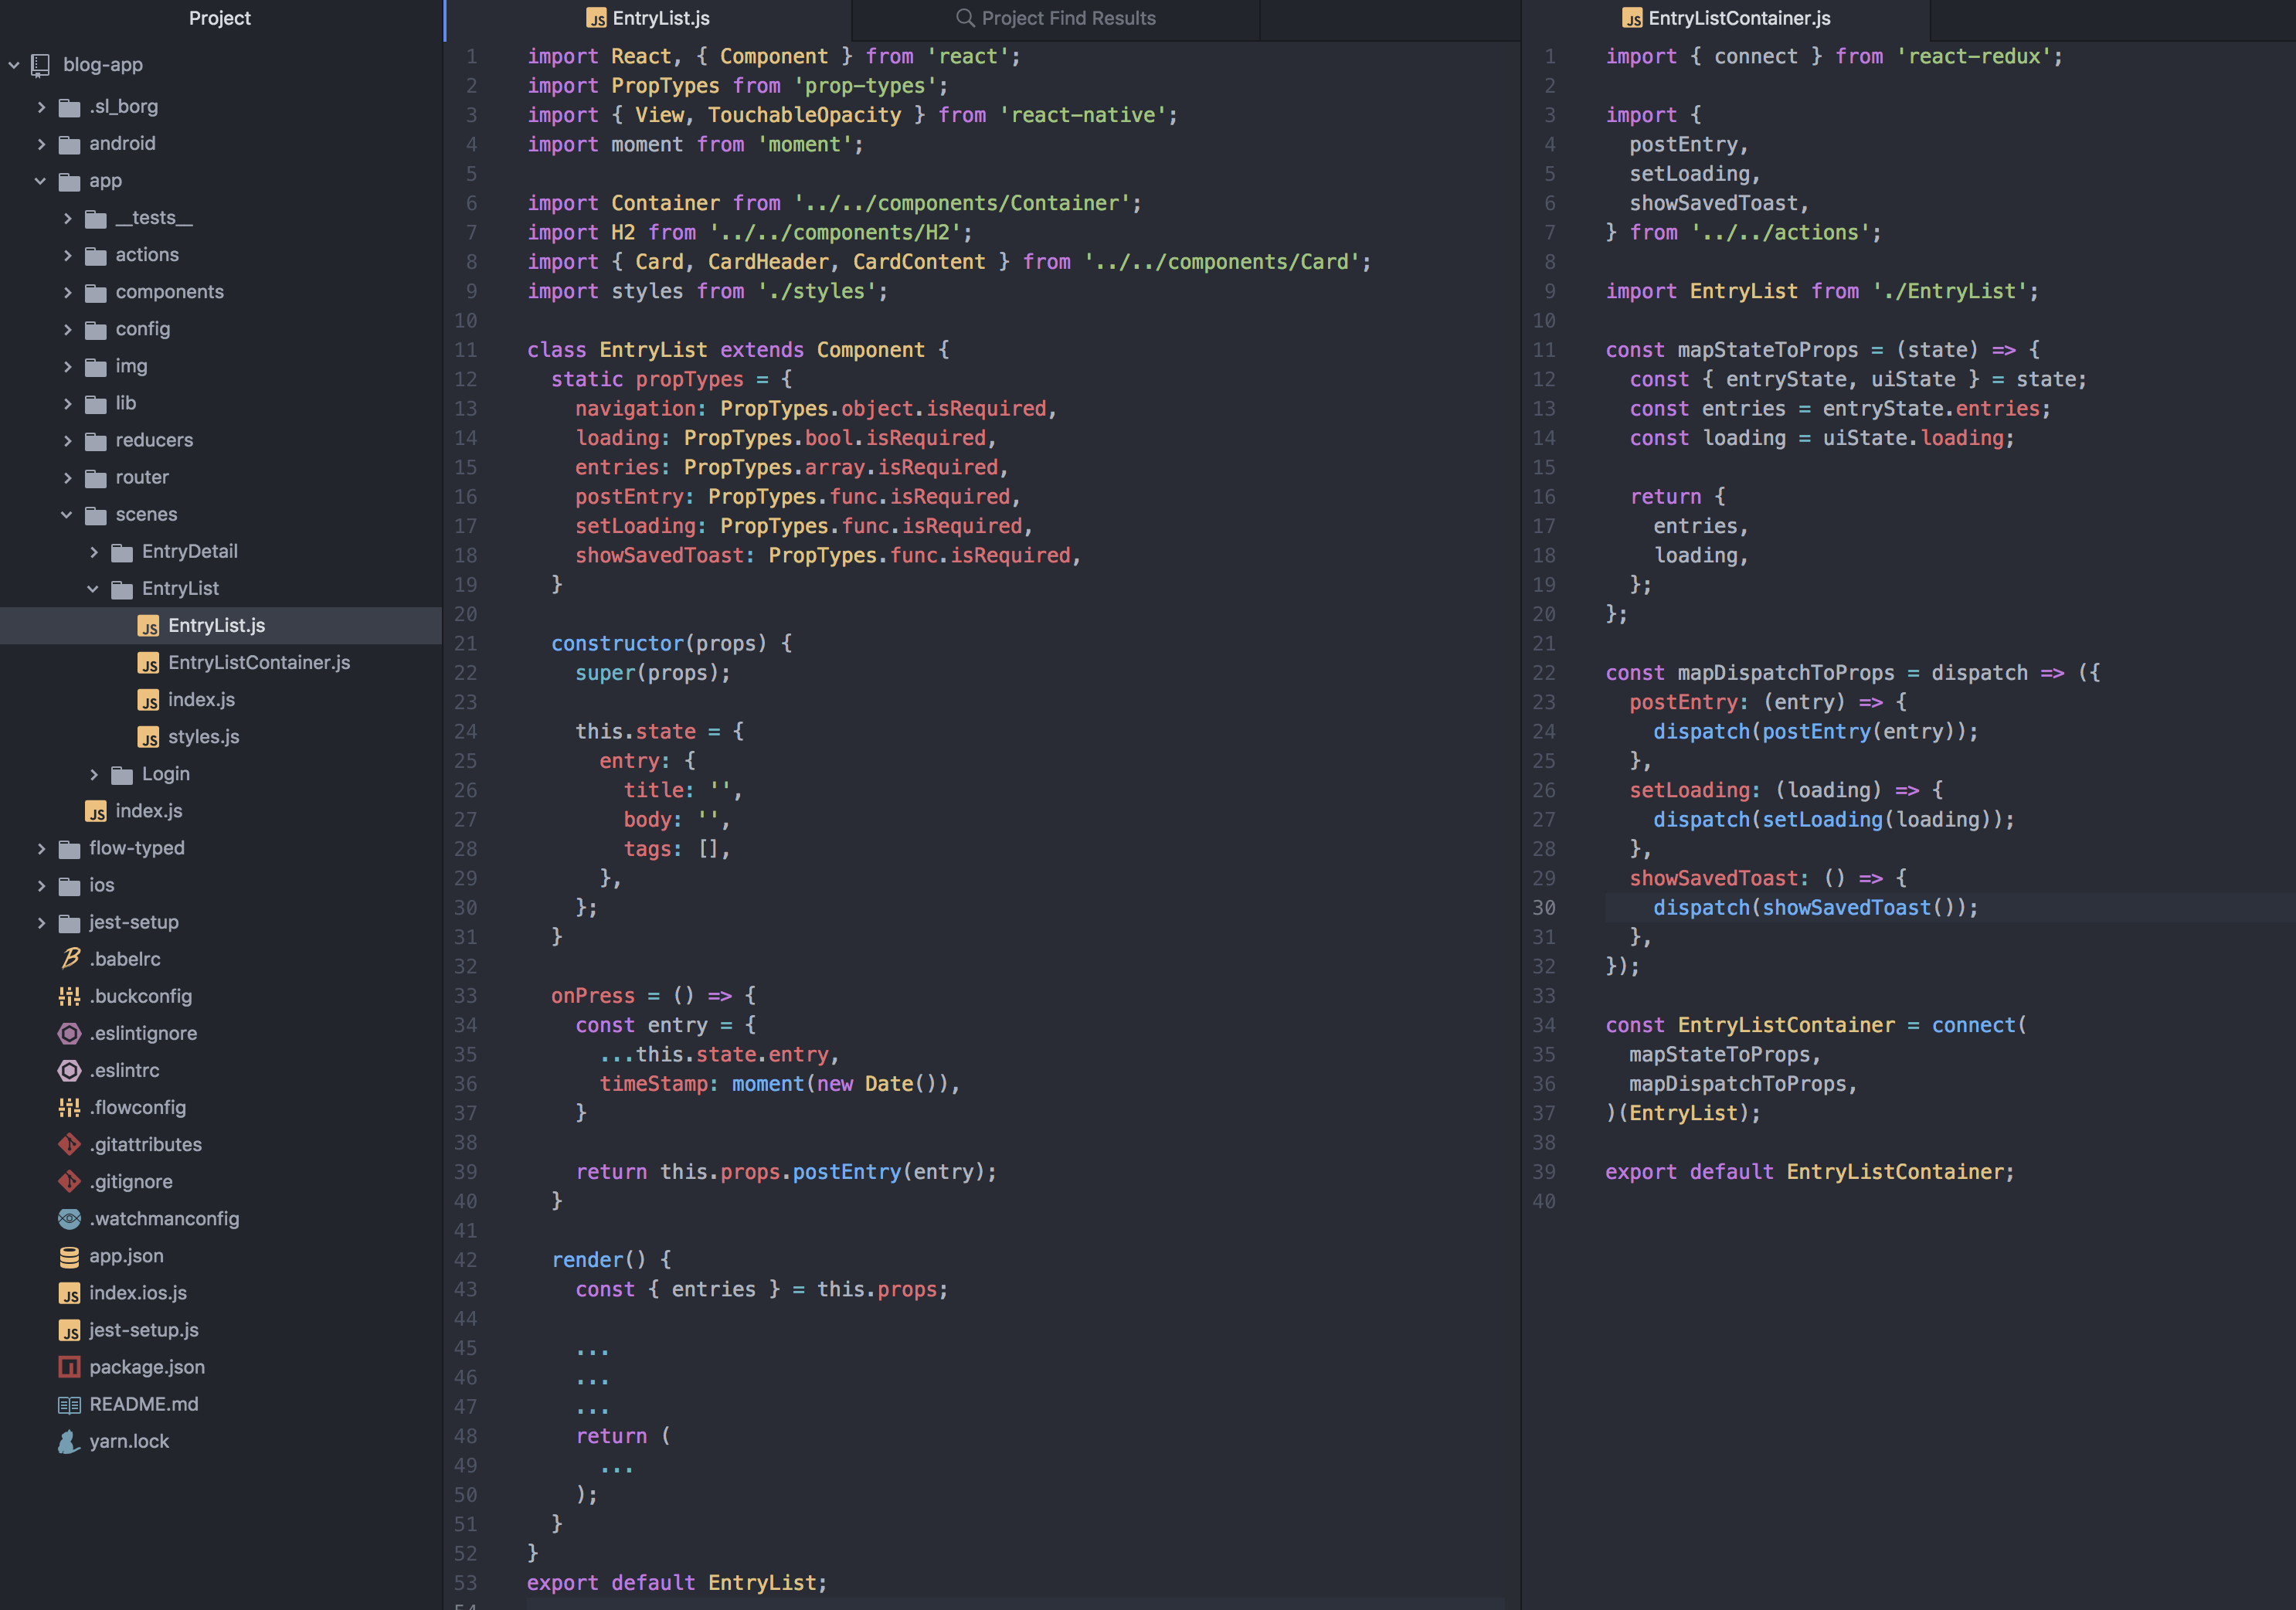 Project
blog-app
.sl_borg
android
app
__tests__
actions
components
config
img
lib
reducers
router
scenes
EntryDetail
EntryList
EntryList.js
EntryListContainer.js
index.js
styles.js
Login
index.js
flow-typed
ios
jest-setup
.babelrc
.buckconfig
.eslintignore
.eslintrc
.flowconfig
.gitattributes
.gitignore
.watchmanconfig
app.json
index.ios.js
jest-setup.js
package.json
README.md
yarn.lock
EntryList.js
Project Find Results
1 import React, { Component } from 'react';
2 import PropTypes from 'prop-types';
3 import { View, TouchableOpacity } from 'react-native';
4 import moment from 'moment';
5
6 import Container from '../../components/Container';
7 import H2 from '../../components/H2';
8 import { Card, CardHeader, CardContent } from '../../components/Card';
9 import styles from './styles';
10
11 class EntryList extends Component {
12   static propTypes = {
13     navigation: PropTypes.object.isRequired,
14     loading: PropTypes.bool.isRequired,
15     entries: PropTypes.array.isRequired,
16     postEntry: PropTypes.func.isRequired,
17     setLoading: PropTypes.func.isRequired,
18     showSavedToast: PropTypes.func.isRequired,
19   }
20
21   constructor(props) {
22     super(props);
23
24     this.state = {
25       entry: {
26         title: '',
27         body: '',
28         tags: [],
29       },
30     };
31   }
32
33   onPress = () => {
34     const entry = {
35       ...this.state.entry,
36       timeStamp: moment(new Date()),
37     }
38
39     return this.props.postEntry(entry);
40   }
41
42   render() {
43     const { entries } = this.props;
44
45     ...
46     ...
47     ...
48     return (
49       ...
50     );
51   }
52 }
53 export default EntryList;
54
EntryListContainer.js
1 import { connect } from 'react-redux';
2
3 import {
4   postEntry,
5   setLoading,
6   showSavedToast,
7 } from '../../actions';
8
9 import EntryList from './EntryList';
10
11 const mapStateToProps = (state) => {
12   const { entryState, uiState } = state;
13   const entries = entryState.entries;
14   const loading = uiState.loading;
15
16   return {
17     entries,
18     loading,
19   };
20 };
21
22 const mapDispatchToProps = dispatch => ({
23   postEntry: (entry) => {
24     dispatch(postEntry(entry));
25   },
26   setLoading: (loading) => {
27     dispatch(setLoading(loading));
28   },
29   showSavedToast: () => {
30     dispatch(showSavedToast());
31   },
32 });
33
34 const EntryListContainer = connect(
35   mapStateToProps,
36   mapDispatchToProps,
37 )(EntryList);
38
39 export default EntryListContainer;
40